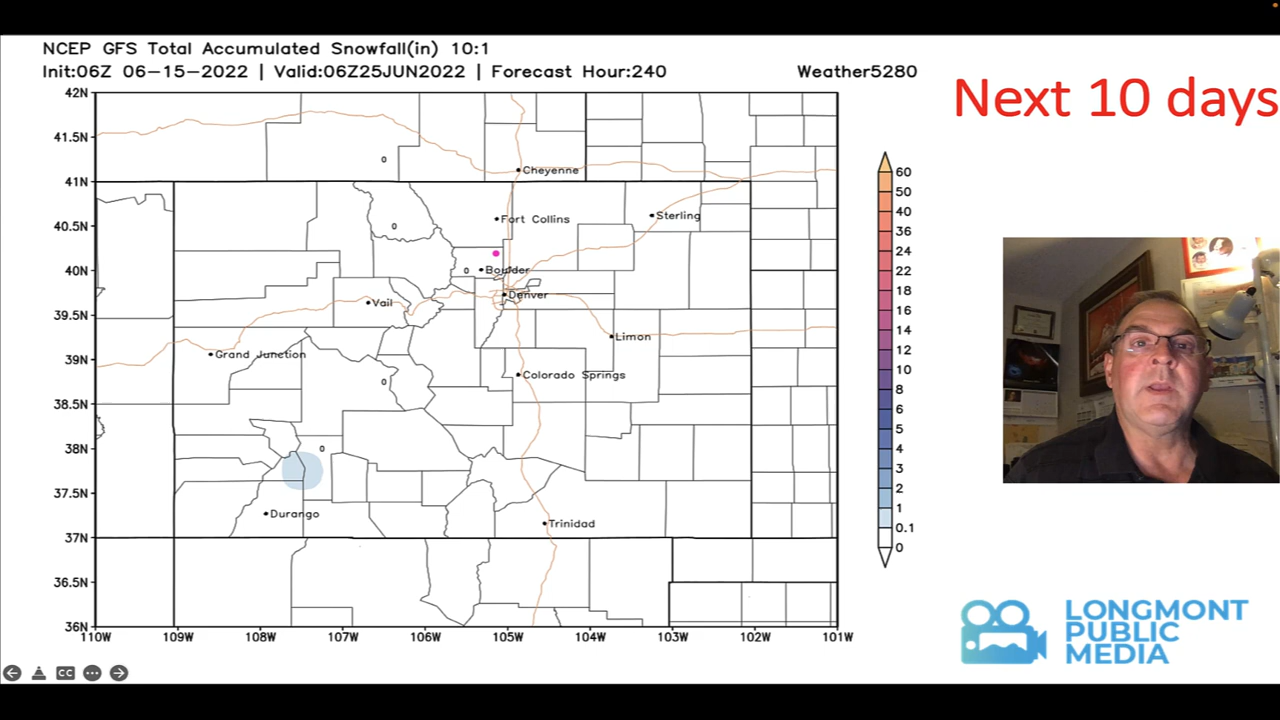 NCEP GFS Total Accumulated Snowfall(in) 10:1
Init:06Z 06-15-2022 | Valid:06Z25JUN2022 | Forecast Hour:240
Weather5280
Next 10 days
42N
41.5N
41N
40.5N
40N
39.5N
39N
38.5N
38N
37.5N
37N
36.5N
36N
110W 109W 108W 107W 106W 105W 104W 103W 102W 101W
0
Cheyenne
0
Fort Collins
Sterling
0
Boulder
Denver
Vail
Limon
Grand Junction
0
Colorado Springs
0
Durango
Trinidad
60
50
40
36
24
22
18
16
14
12
10
8
6
5
4
3
2
1
0.1
0
LONGMONT
PUBLIC
MEDIA
CC